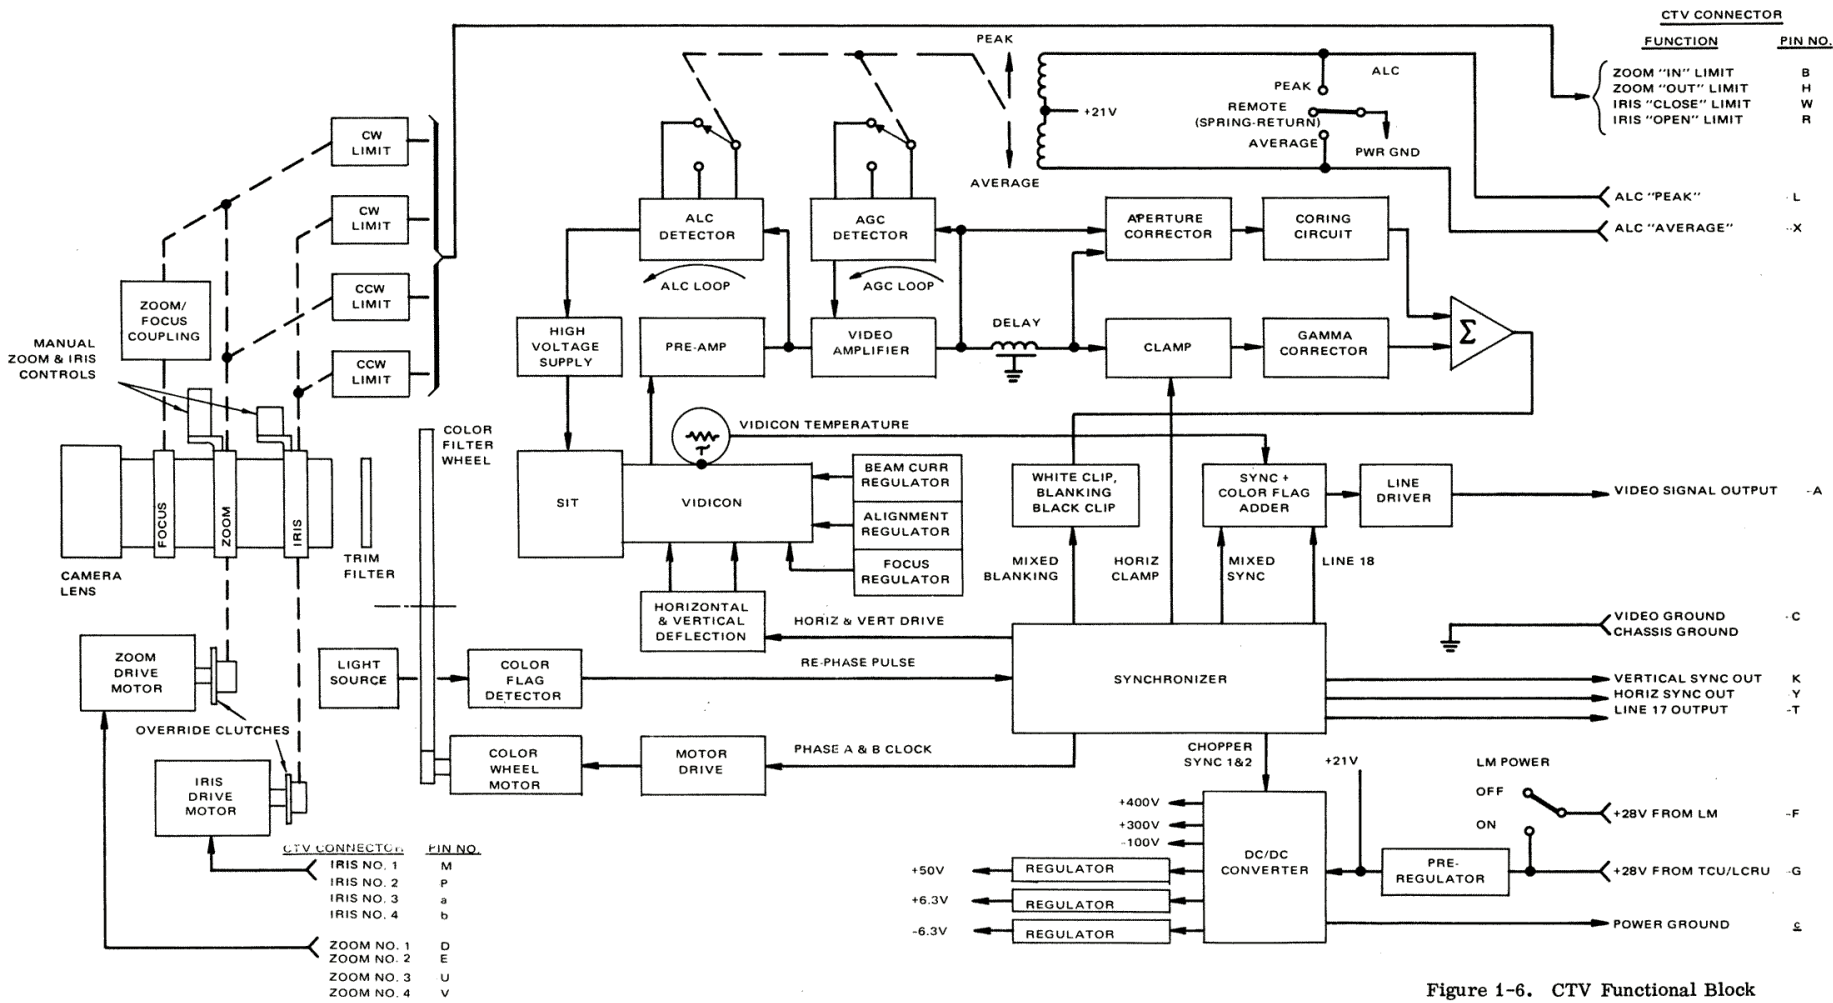 CTV CONNECTOR
FUNCTION PIN NO.
ZOOM "IN" LIMIT B
ZOOM "OUT" LIMIT H
IRIS "CLOSE" LIMIT W
IRIS "OPEN" LIMIT R
ALC "PEAK" - L
ALC "AVERAGE" - X
PEAK
AVERAGE
+21V
ALC
PEAK
REMOTE
(SPRING-RETURN)
AVERAGE
PWR GND
CW
LIMIT
CW
LIMIT
CCW
LIMIT
CCW
LIMIT
ZOOM/
FOCUS
COUPLING
MANUAL
ZOOM & IRIS
CONTROLS
ALC
DETECTOR
AGC
DETECTOR
APERTURE
CORRECTOR
CORING
CIRCUIT
ALC LOOP
AGC LOOP
HIGH
VOLTAGE
SUPPLY
PRE-AMP
VIDEO
AMPLIFIER
DELAY
CLAMP
GAMMA
CORRECTOR
Σ
COLOR
FILTER
WHEEL
VIDICON TEMPERATURE
τ
SIT
VIDICON
BEAM CURR
REGULATOR
ALIGNMENT
REGULATOR
FOCUS
REGULATOR
WHITE CLIP,
BLANKING
BLACK CLIP
SYNC +
COLOR FLAG
ADDER
LINE
DRIVER
VIDEO SIGNAL OUTPUT - A
FOCUS
ZOOM
IRIS
CAMERA
LENS
TRIM
FILTER
MIXED
BLANKING
HORIZ
CLAMP
MIXED
SYNC
LINE 18
HORIZONTAL
& VERTICAL
DEFLECTION
HORIZ & VERT DRIVE
VIDEO GROUND - C
CHASSIS GROUND
ZOOM
DRIVE
MOTOR
LIGHT
SOURCE
COLOR
FLAG
DETECTOR
RE-PHASE PULSE
SYNCHRONIZER
VERTICAL SYNC OUT K
HORIZ SYNC OUT - Y
LINE 17 OUTPUT - T
OVERRIDE CLUTCHES
IRIS
DRIVE
MOTOR
COLOR
WHEEL
MOTOR
MOTOR
DRIVE
PHASE A & B CLOCK
CHOPPER
SYNC 1&2
+21V
LM POWER
OFF
ON
+28V FROM LM - F
+400V
+300V
-100V
DC/DC
CONVERTER
PRE-
REGULATOR
+28V FROM TCU/LCRU - G
+50V
REGULATOR
+6.3V
REGULATOR
-6.3V
REGULATOR
POWER GROUND c
CTV CONNECTOR PIN NO.
IRIS NO. 1 M
IRIS NO. 2 P
IRIS NO. 3 a
IRIS NO. 4 b
ZOOM NO. 1 D
ZOOM NO. 2 E
ZOOM NO. 3 U
ZOOM NO. 4 V
Figure 1-6. CTV Functional Block